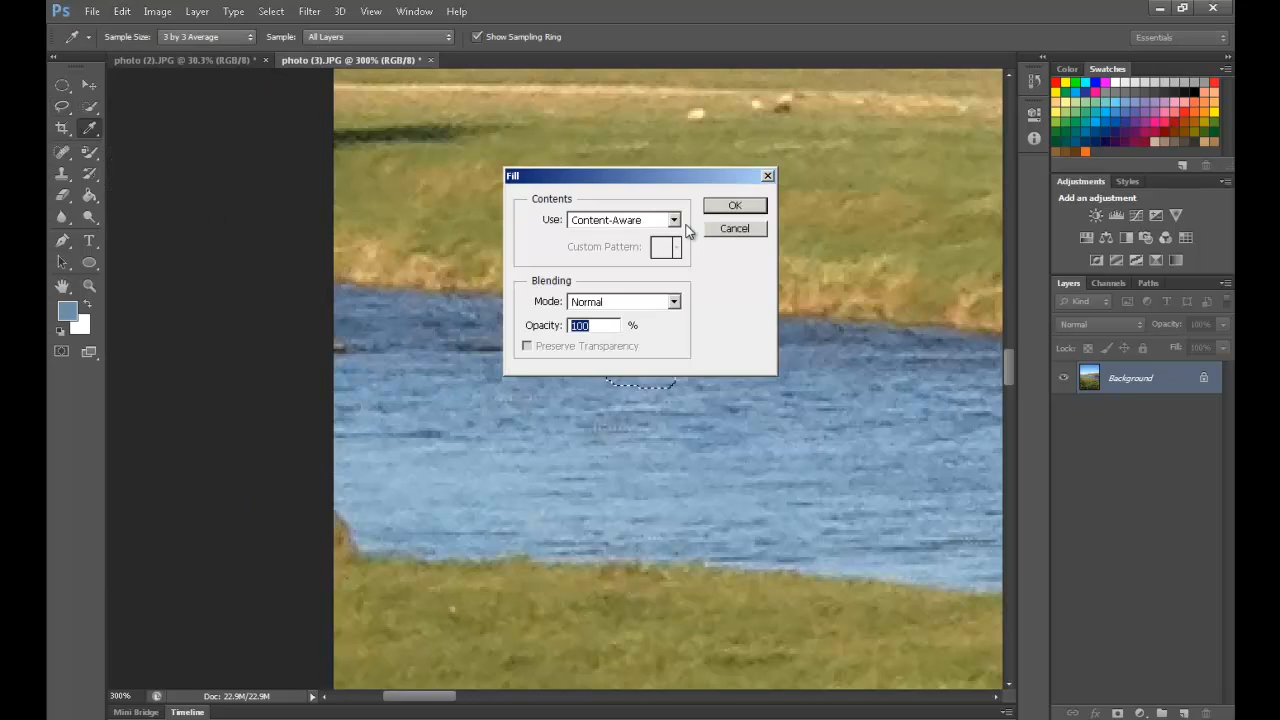 Ps File Edit Image Layer Type Select Filter 3D View Window Help
Sample Size: 3 by 3 Average Sample: All Layers Show Sampling Ring Essentials
photo (2).JPG @ 30.3% (RGB/8) * × photo (3).JPG @ 300% (RGB/8) * ×
Color Swatches
Fill
Contents
Use: Content-Aware
Custom Pattern:
OK
Cancel
Blending
Mode: Normal
Opacity: 100 %
Preserve Transparency
Adjustments Styles
Add an adjustment
Layers Channels Paths
Kind
Normal Opacity: 100%
Lock: Fill: 100%
Background
300% Doc: 22.9M/22.9M
Mini Bridge Timeline